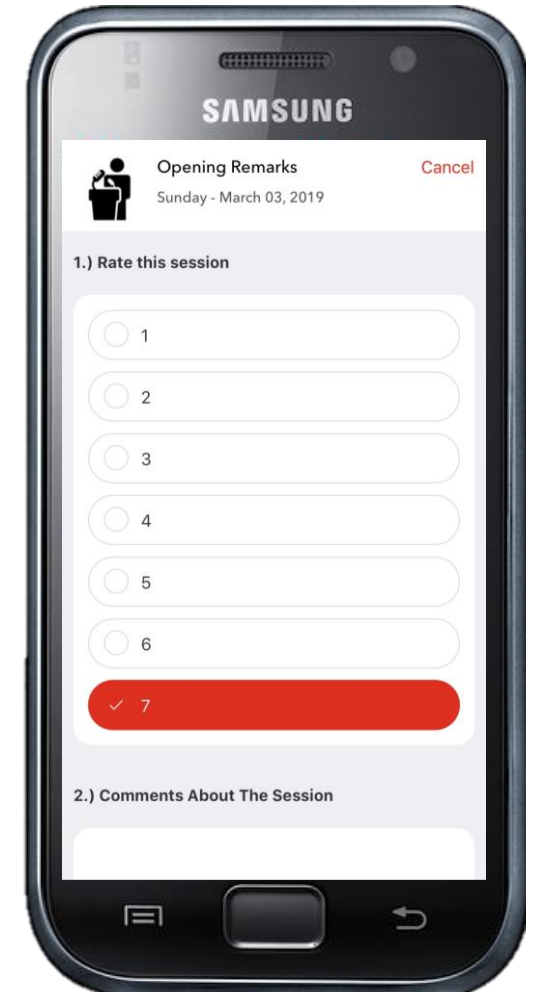 SAMSUNG
Opening Remarks
Cancel
Sunday - March 03, 2019
1.) Rate this session
1
2
3
4
5
6
7
2.) Comments About The Session